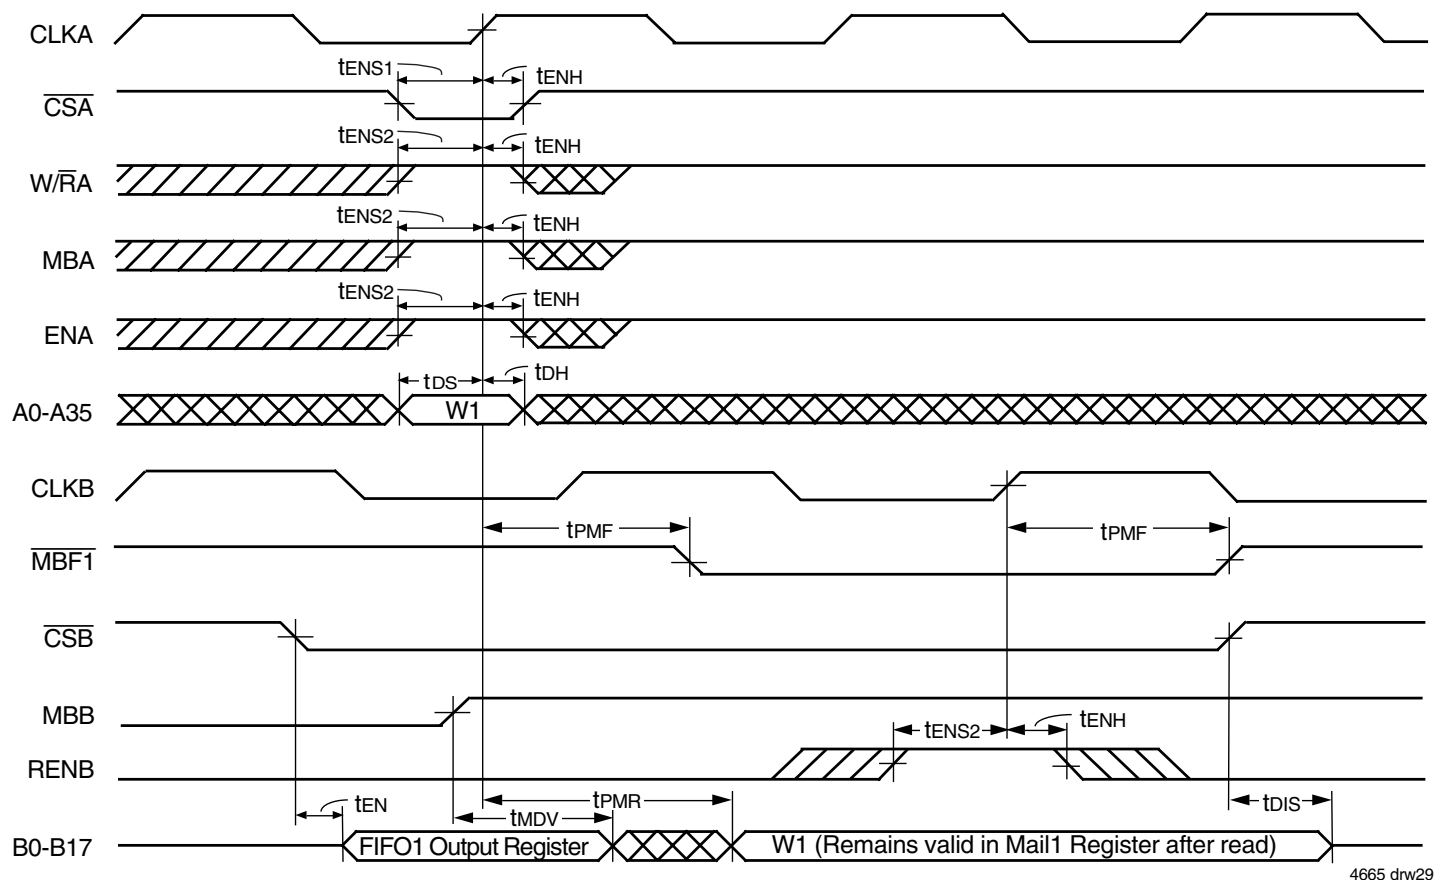 CLKA
tENS1
tENH
CSA
tENS2
tENH
W/RA
tENS2
tENH
MBA
tENS2
tENH
ENA
tDS
tDH
A0-A35
W1
CLKB
tPMF
tPMF
MBF1
CSB
MBB
tENS2
tENH
RENB
tEN
tPMR
tMDV
tDIS
B0-B17
FIFO1 Output Register
W1 (Remains valid in Mail1 Register after read)
4665 drw29